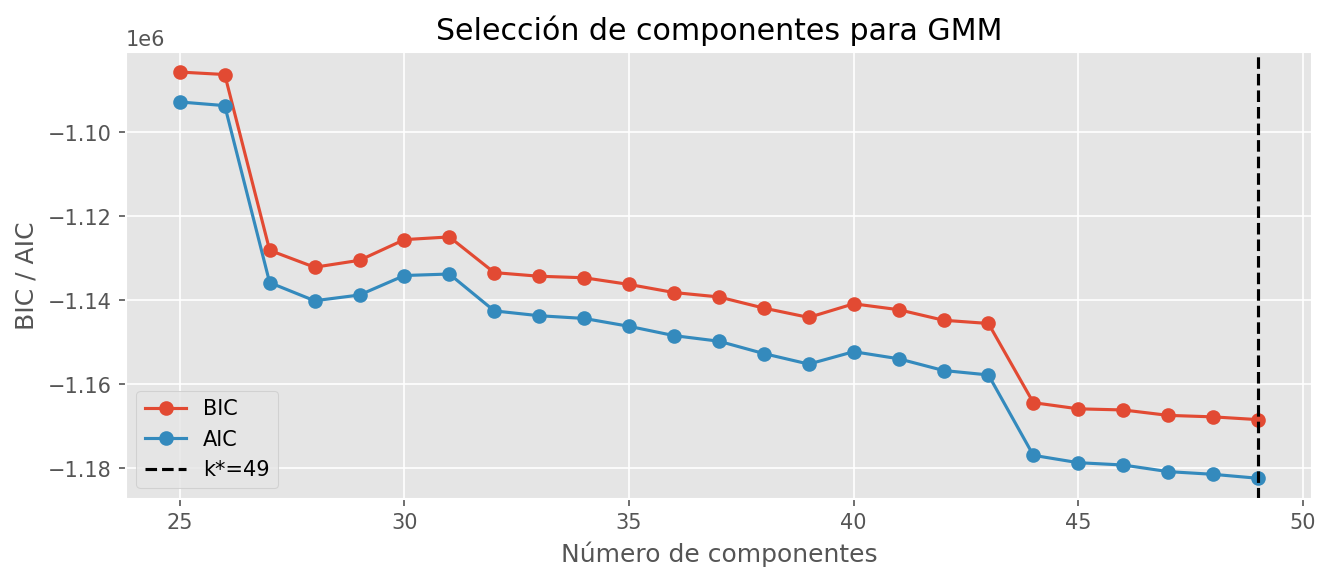 Selección de componentes para GMM
1e6
BIC / AIC
−1.10
−1.12
−1.14
−1.16
−1.18
BIC
AIC
k*=49
25 30 35 40 45 50
Número de componentes